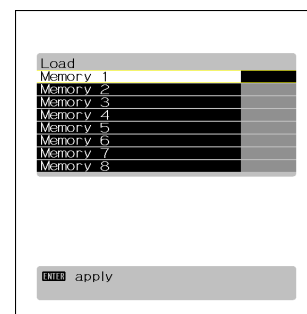 Load
Memory 1
Memory 2
Memory 3
Memory 4
Memory 5
Memory 6
Memory 7
Memory 8
ENTER apply